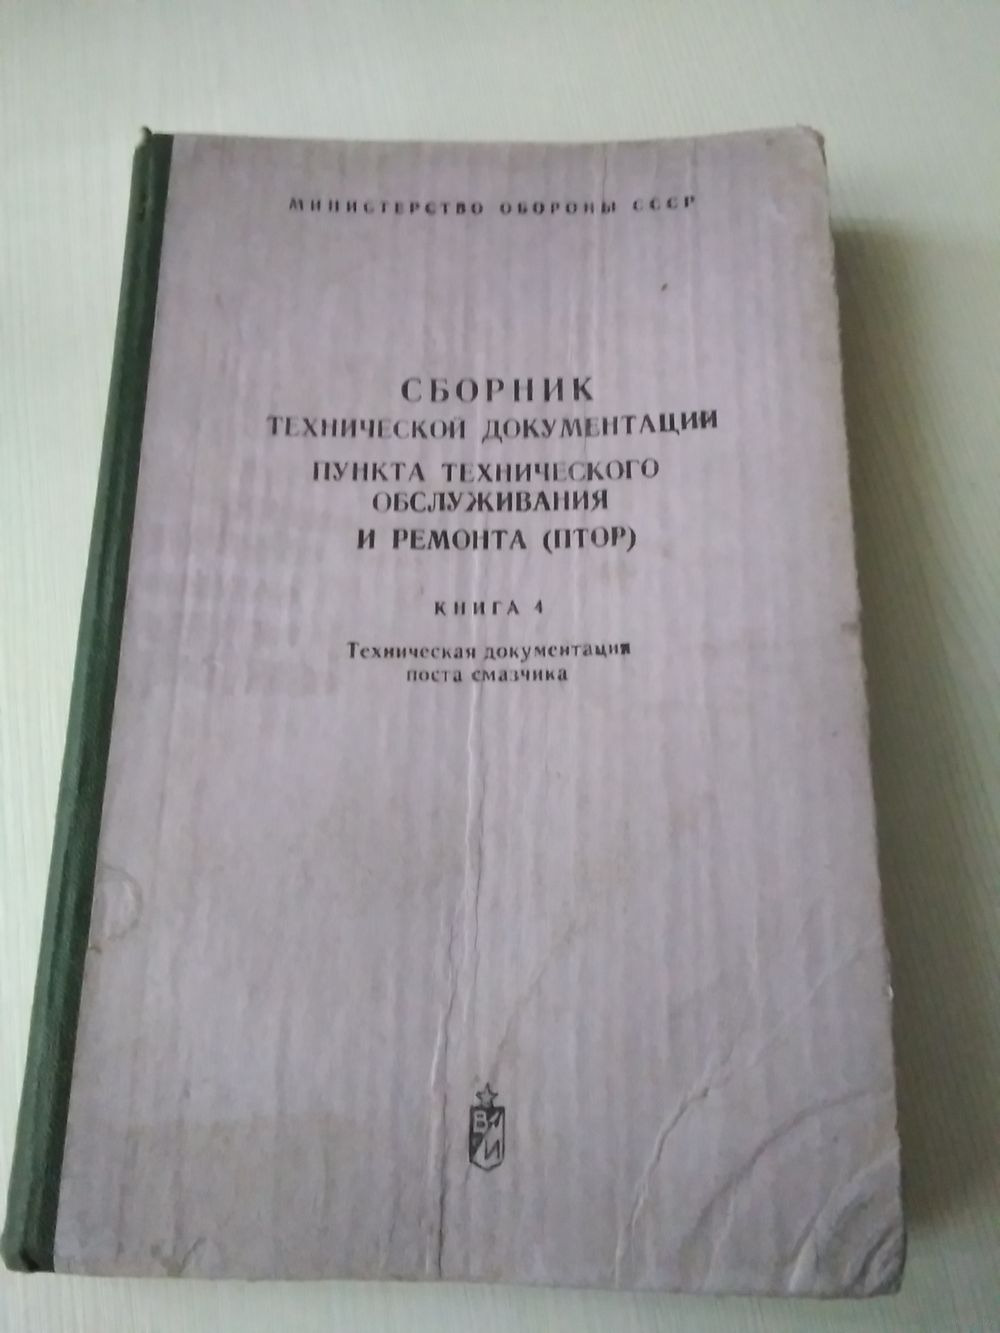 МИНИСТЕРСТВО ОБОРОНЫ СССР
СБОРНИК
ТЕХНИЧЕСКОЙ ДОКУМЕНТАЦИИ
ПУНКТА ТЕХНИЧЕСКОГО
ОБСЛУЖИВАНИЯ
И РЕМОНТА (ПТОР)
КНИГА 4
Техническая документация
поста смазчика
В
И